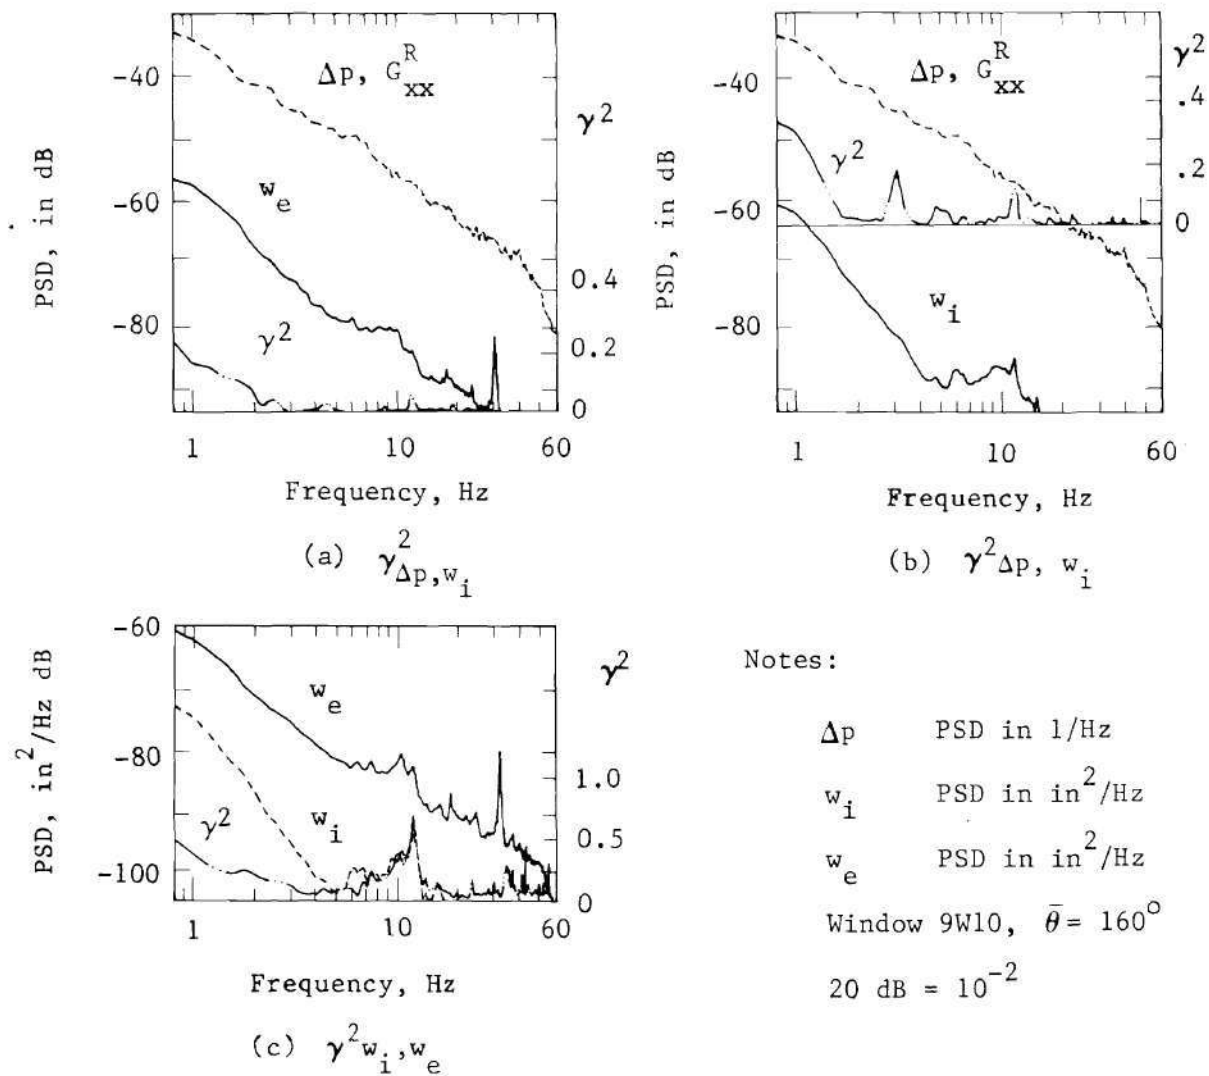 -40
-60
-80
PSD, in dB
Δp, G^R_xx
w_e
γ²
γ²
0.4
0.2
0
1 10 60
Frequency, Hz
(a) γ²_Δp,w_i
-40
-60
-80
PSD, in dB
Δp, G^R_xx
γ²
w_i
γ²
.4
.2
0
1 10 60
Frequency, Hz
(b) γ²Δp, w_i
-60
-80
-100
PSD, in²/Hz dB
w_e
w_i
γ²
γ²
1.0
0.5
0
1 10 60
Frequency, Hz
(c) γ²w_i,w_e
Notes:
Δp PSD in 1/Hz
w_i PSD in in²/Hz
w_e PSD in in²/Hz
Window 9W10, θ̄ = 160°
20 dB = 10⁻²